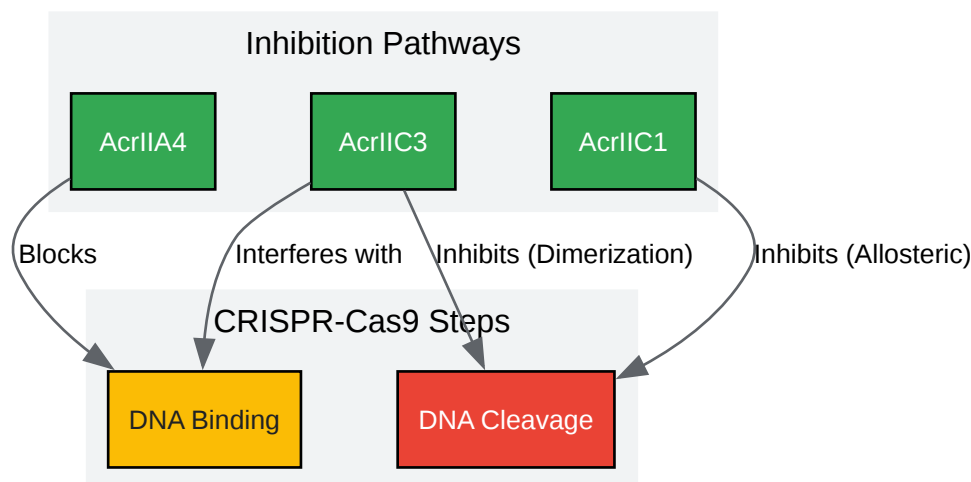 Inhibition Pathways
AcrIIA4
AcrIIC3
AcrIIC1
Blocks
Interferes with
Inhibits (Dimerization)
Inhibits (Allosteric)
CRISPR-Cas9 Steps
DNA Binding
DNA Cleavage